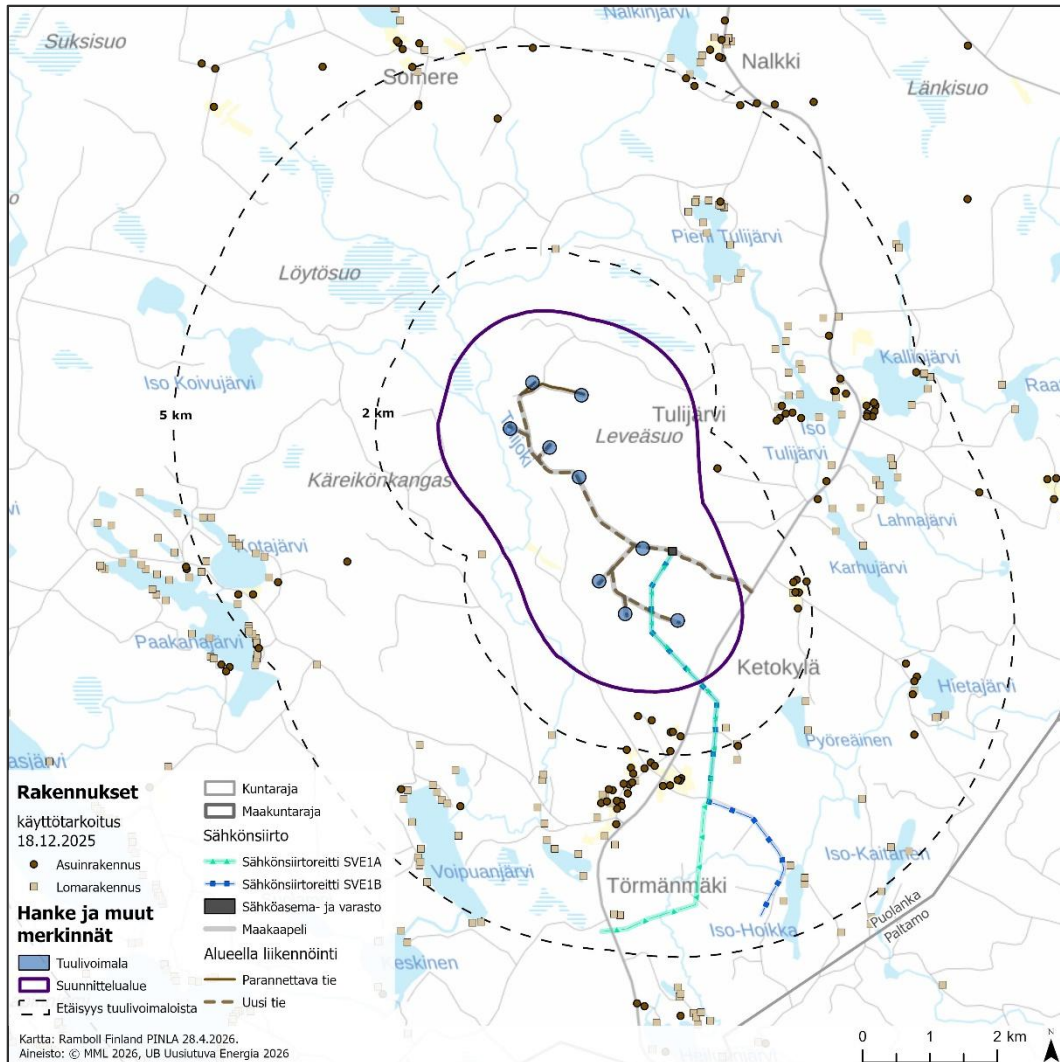 Suksisuo
Nalkinjärvi
Somere
Nalkki
Länkisuo
Pieni Tulijärvi
Löytösuo
Iso Koivujärvi
5 km
2 km
Tulijoki
Tulijärvi
Leveäsuo
Kalliojärvi
Iso
Tulijärvi
Käreikönkangas
Lahnajärvi
Kotajärvi
Karhujärvi
Paakanajärvi
Ketokylä
Hietajärvi
Pyöreäinen
Voipuanjärvi
Iso-Kaitanen
Törmänmäki
Iso-Hoikka
Puolanka
Paltamo
Keskinen
Rakennukset
käyttötarkoitus
18.12.2025
Asuinrakennus
Lomarakennus
Hanke ja muut
merkinnät
Tuulivoimala
Suunnittelualue
Etäisyys tuulivoimaloista
Kuntaraja
Maakuntaraja
Sähkönsiirto
Sähkönsiirtoreitti SVE1A
Sähkönsiirtoreitti SVE1B
Sähköasema- ja varasto
Maakaapeli
Alueella liikennöinti
Parannettava tie
Uusi tie
Kartta: Ramboll Finland PINLA 28.4.2026.
Aineisto: © MML 2026, UB Uusiutuva Energia 2026
0 1 2 km
N